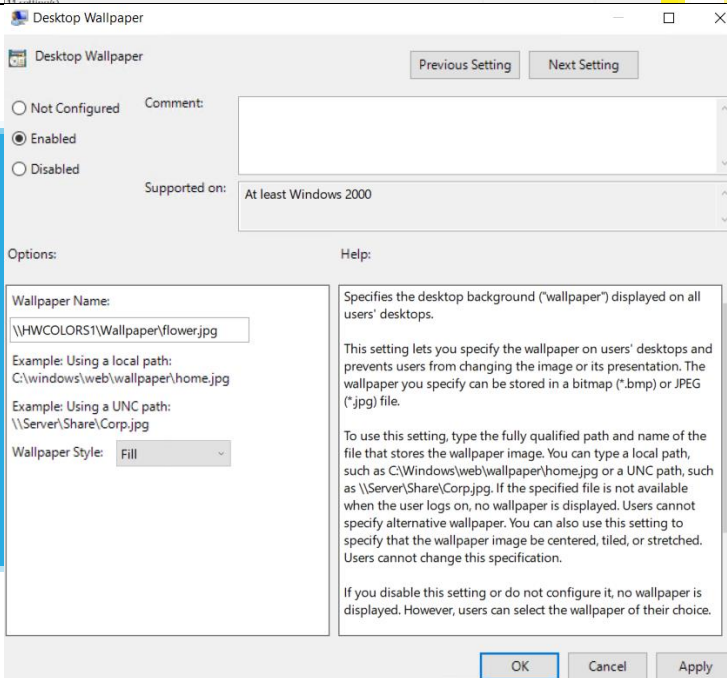 Desktop Wallpaper
Desktop Wallpaper
Previous Setting
Next Setting
Not Configured
Enabled
Disabled
Comment:
Supported on:
At least Windows 2000
Options:
Help:
Wallpaper Name:
\\HWCOLORS1\Wallpaper\flower.jpg
Example: Using a local path:
C:\windows\web\wallpaper\home.jpg
Example: Using a UNC path:
\\Server\Share\Corp.jpg
Wallpaper Style: Fill
Specifies the desktop background ("wallpaper") displayed on all
users' desktops.
This setting lets you specify the wallpaper on users' desktops and
prevents users from changing the image or its presentation. The
wallpaper you specify can be stored in a bitmap (*.bmp) or JPEG
(*.jpg) file.
To use this setting, type the fully qualified path and name of the
file that stores the wallpaper image. You can type a local path,
such as C:\Windows\web\wallpaper\home.jpg or a UNC path, such
as \\Server\Share\Corp.jpg. If the specified file is not available
when the user logs on, no wallpaper is displayed. Users cannot
specify alternative wallpaper. You can also use this setting to
specify that the wallpaper image be centered, tiled, or stretched.
Users cannot change this specification.
If you disable this setting or do not configure it, no wallpaper is
displayed. However, users can select the wallpaper of their choice.
OK
Cancel
Apply